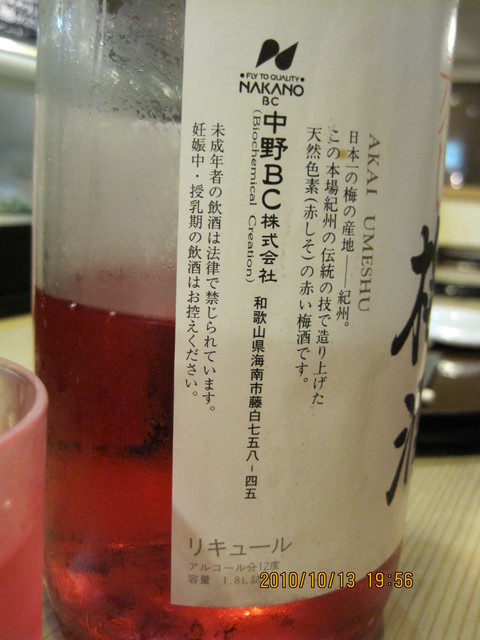 FLY TO QUALITY
NAKANO
BC
AKAI UMESHU
日本一の梅の産地――紀州。
この本場紀州の伝統の技で造り上げた
天然色素(赤しそ)の赤い梅酒です。
中野BC株式会社
(Biochemical Creation)
和歌山県海南市藤白七五八-四五
未成年者の飲酒は法律で禁じられています。
妊娠中・授乳期の飲酒はお控えください。
梅酒
リキュール
アルコール分12度
容量 1.8L
2010/10/13 19:56